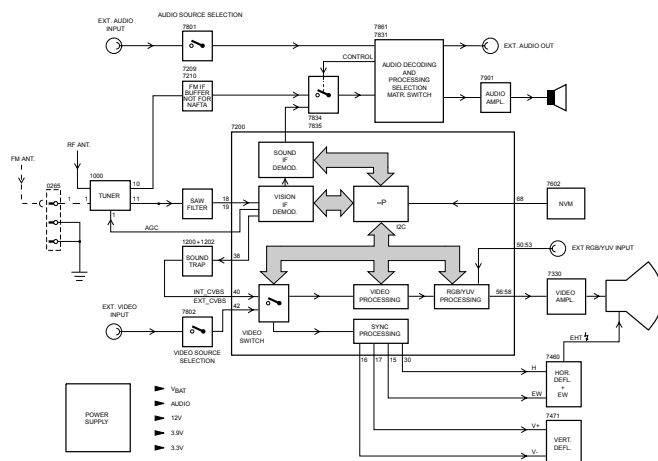 AUDIO SOURCE SELECTION
EXT. AUDIO
INPUT
7801
7861
7831
AUDIO DECODING
AND
PROCESSING
SELECTION
MATR. SWITCH
EXT. AUDIO OUT
CONTROL
7209
7210
FM IF
BUFFER
NOT FOR
NAFTA
7834
7835
7901
AUDIO
AMPL.
7200
SOUND
IF
DEMOD.
RF ANT.
FM ANT.
0265
1000
TUNER
10
11
1
1
1
SAW
FILTER
18
19
VISION
IF
DEMOD.
–P
I2C
68
7602
NVM
AGC
1200+1202
SOUND
TRAP
38
50:53
EXT RGB/YUV INPUT
INT_CVBS
40
EXT_CVBS
42
VIDEO
PROCESSING
RGB/YUV
PROCESSING
56:58
7330
VIDEO
AMPL.
EXT. VIDEO
INPUT
7802
VIDEO SOURCE
SELECTION
VIDEO
SWITCH
SYNC
PROCESSING
16
17
15
30
EHT
7460
H
EW
HOR.
DEFL.
+
EW
7471
V+
V-
VERT.
DEFL.
POWER
SUPPLY
VBAT
AUDIO
12V
3.9V
3.3V